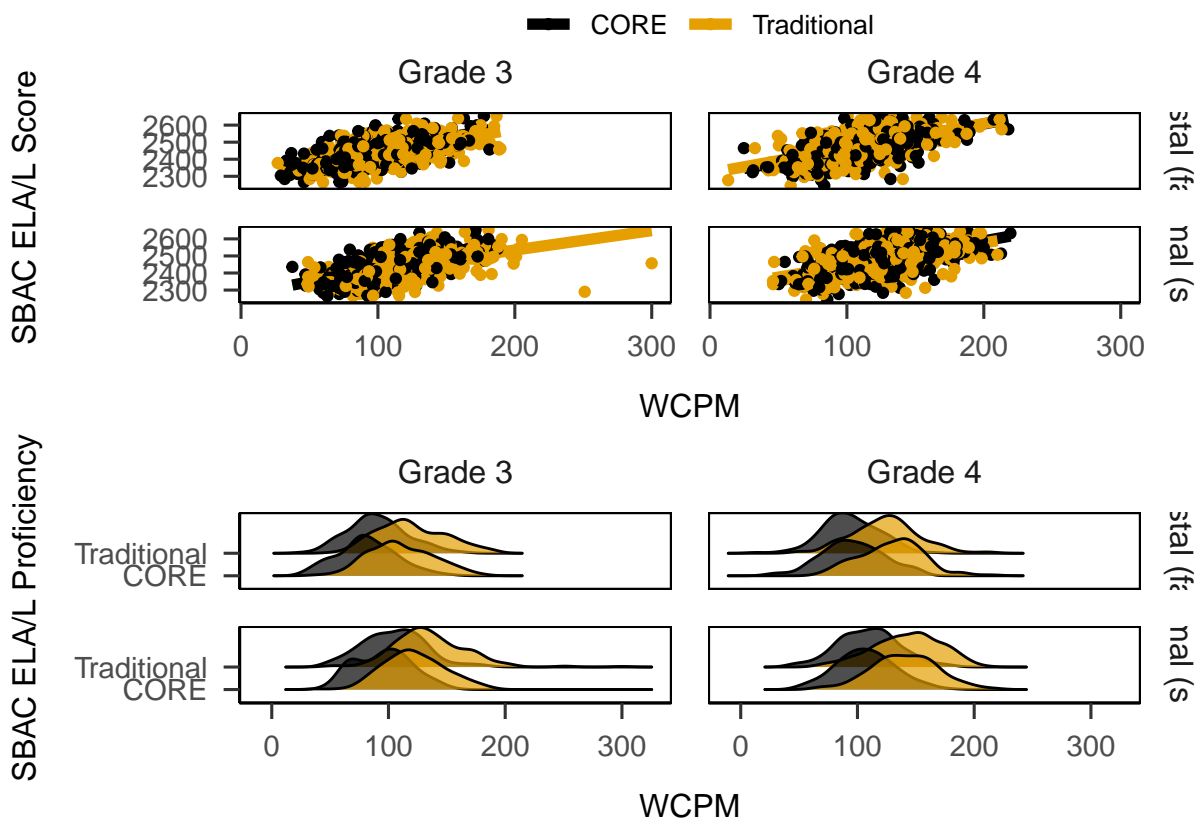 CORE Traditional
SBAC ELA/L Score
Grade 3 Grade 4
2600
2500
2400
2300
2600
2500
2400
2300
0 100 200 300 0 100 200 300
WCPM
SBAC ELA/L Proficiency
Grade 3 Grade 4
Traditional
CORE
Traditional
CORE
0 100 200 300 0 100 200 300
WCPM